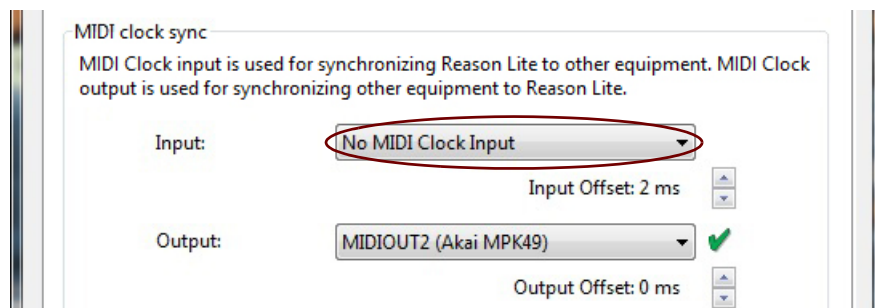 MIDI clock sync
MIDI Clock input is used for synchronizing Reason Lite to other equipment. MIDI Clock
output is used for synchronizing other equipment to Reason Lite.
Input: No MIDI Clock Input
Input Offset: 2 ms
Output: MIDIOUT2 (Akai MPK49)
Output Offset: 0 ms